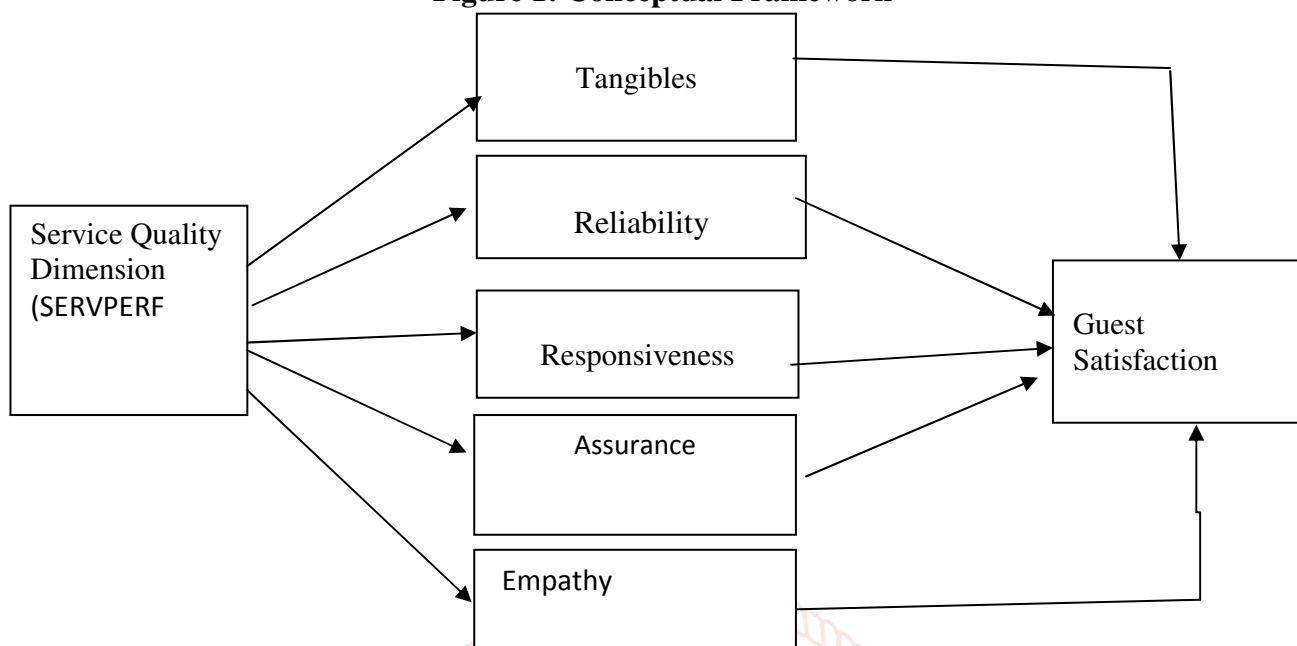 Figure 1: Conceptual Framework
Tangibles
Reliability
Service Quality
Dimension
(SERVPERF
Responsiveness
Guest
Satisfaction
Assurance
Empathy